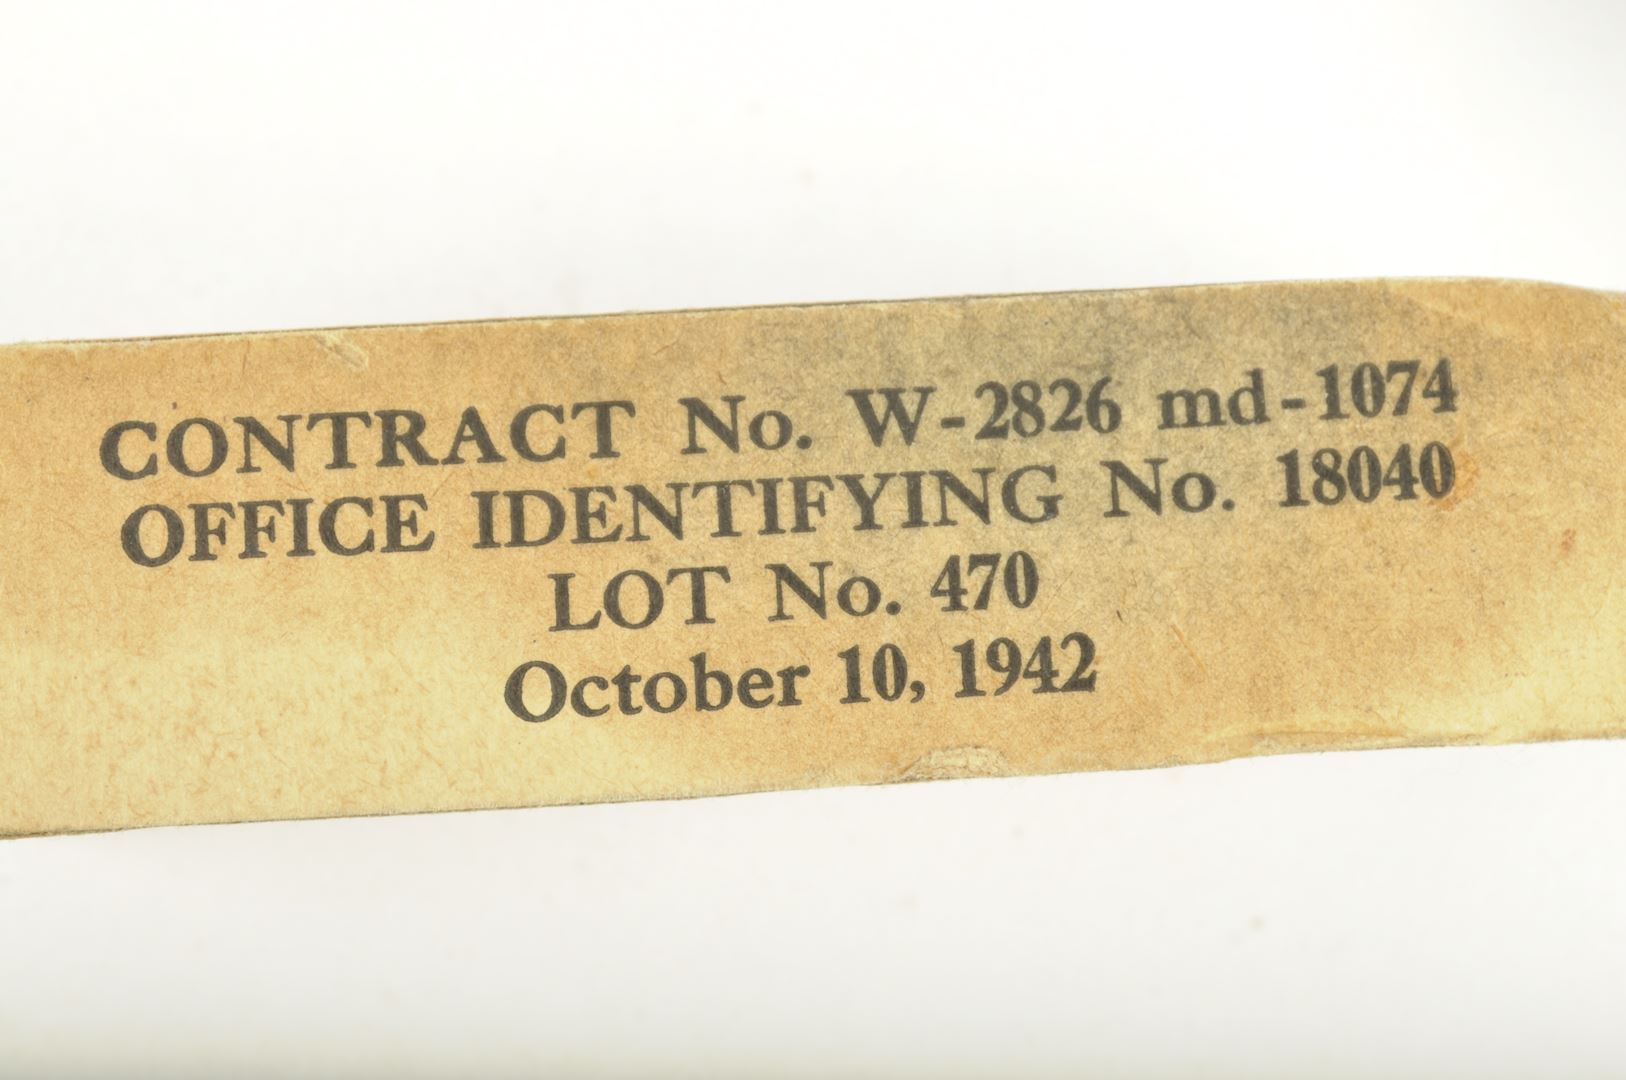 CONTRACT No. W-2826 md-1074
OFFICE IDENTIFYING No. 18040
LOT No. 470
October 10, 1942